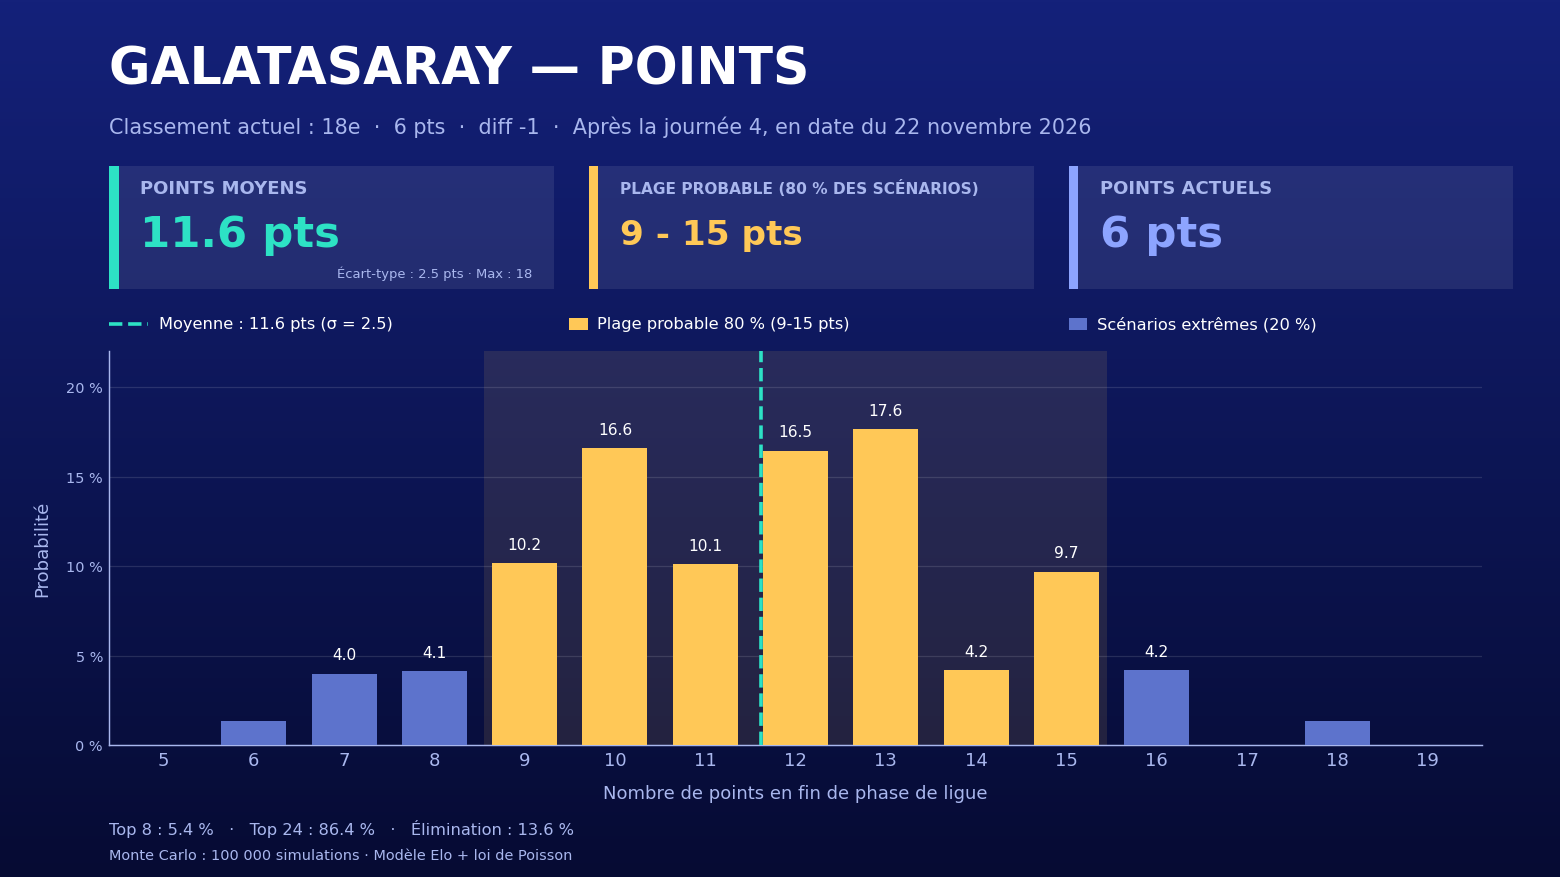 GALATASARAY — POINTS
Classement actuel : 18e · 6 pts · diff -1 · Après la journée 4, en date du 22 novembre 2026
POINTS MOYENS
11.6 pts
Écart-type : 2.5 pts · Max : 18
PLAGE PROBABLE (80 % DES SCÉNARIOS)
9 - 15 pts
POINTS ACTUELS
6 pts
Moyenne : 11.6 pts (σ = 2.5)
Plage probable 80 % (9-15 pts)
Scénarios extrêmes (20 %)
Probabilité
20 %
15 %
10 %
5 %
0 %
4.0
4.1
10.2
16.6
10.1
16.5
17.6
4.2
9.7
4.2
5 6 7 8 9 10 11 12 13 14 15 16 17 18 19
Nombre de points en fin de phase de ligue
Top 8 : 5.4 % · Top 24 : 86.4 % · Élimination : 13.6 %
Monte Carlo : 100 000 simulations · Modèle Elo + loi de Poisson